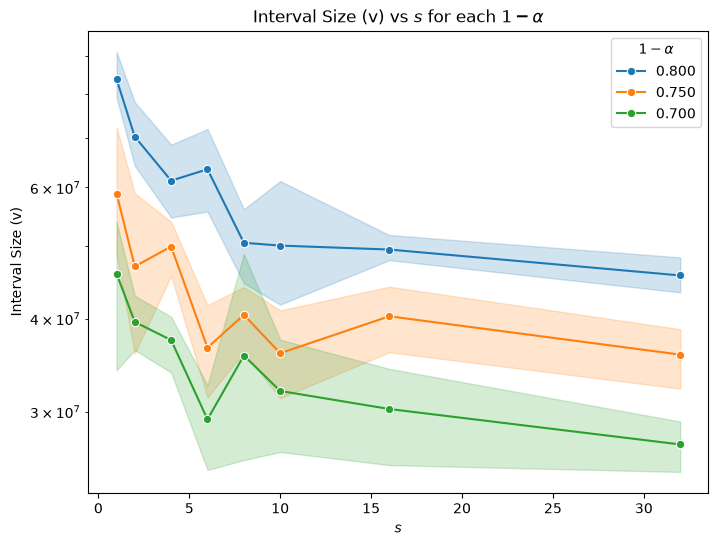 Interval Size (v) vs s for each 1 − α
1 − α
0.800
0.750
0.700
Interval Size (v)
6 × 10⁷
4 × 10⁷
3 × 10⁷
0 5 10 15 20 25 30
s